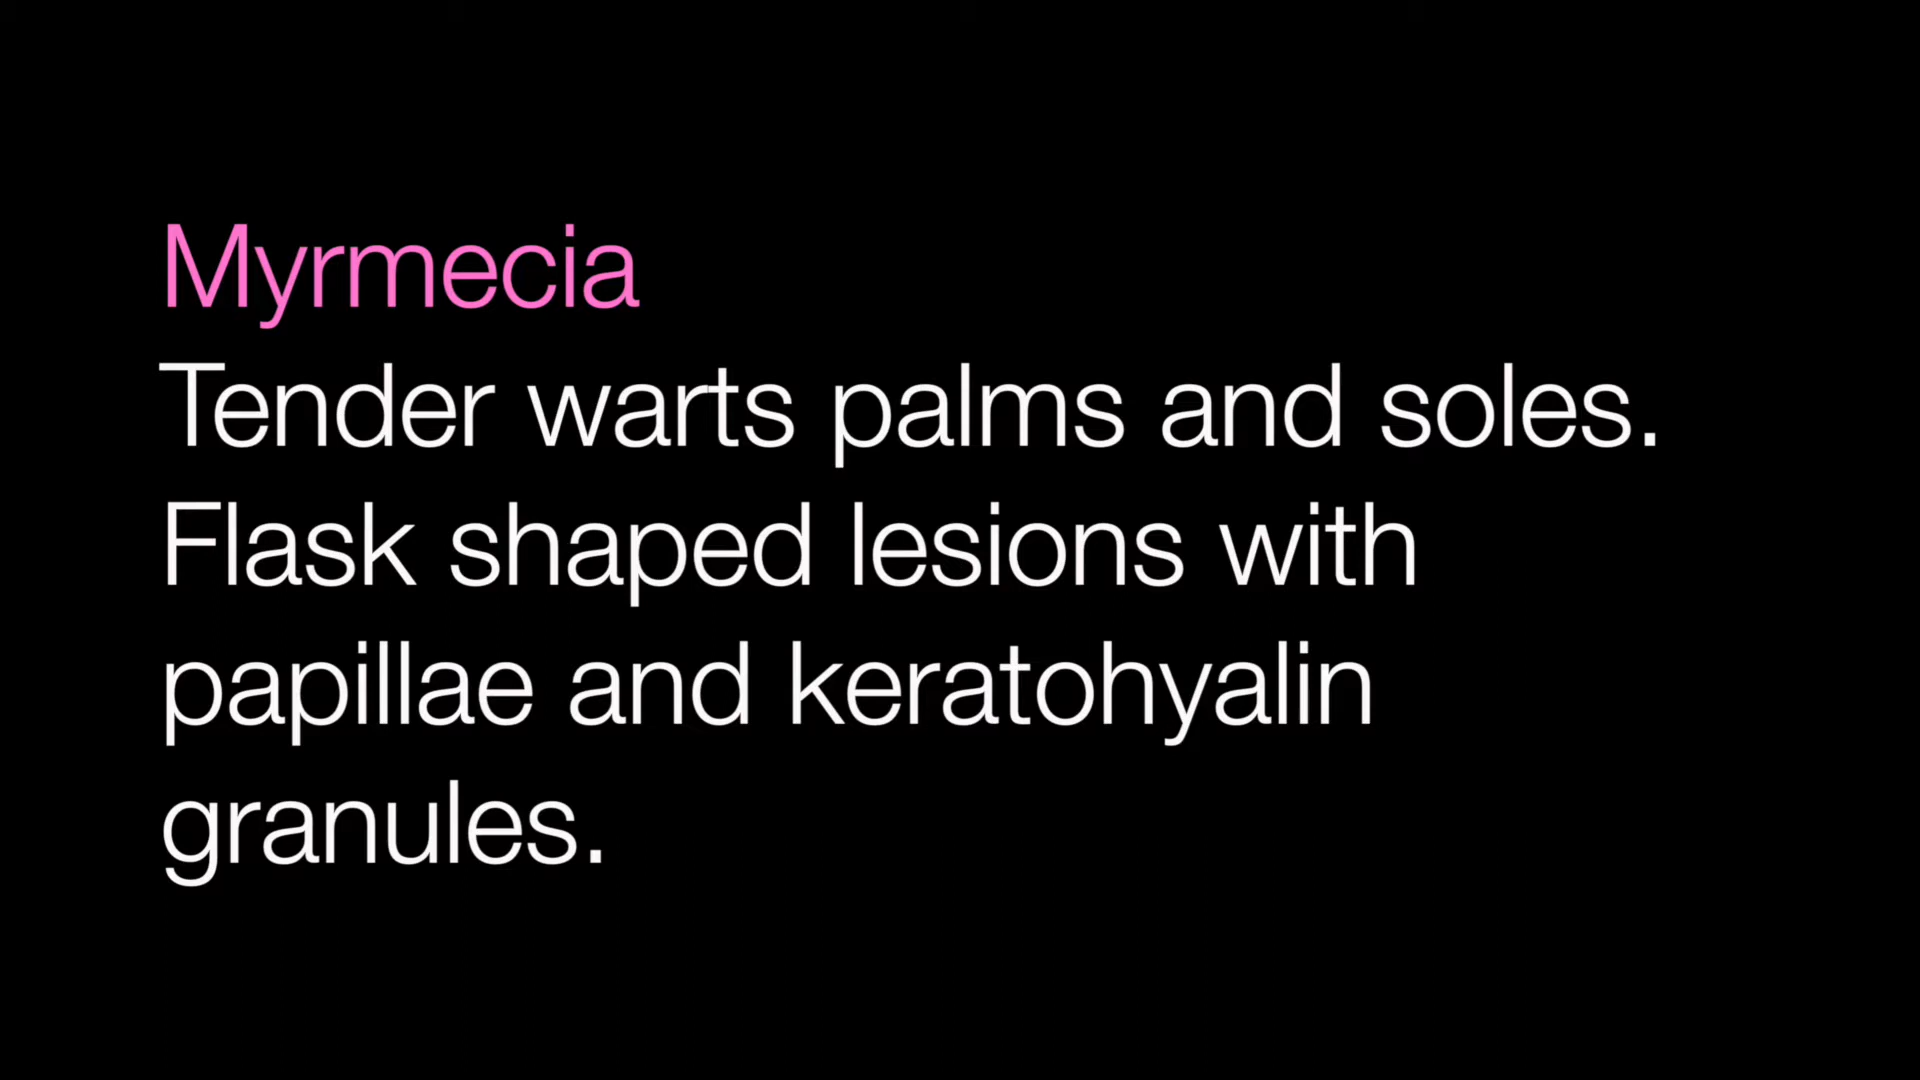 Myrmecia
Tender warts palms and soles.
Flask shaped lesions with
papillae and keratohyalin
granules.